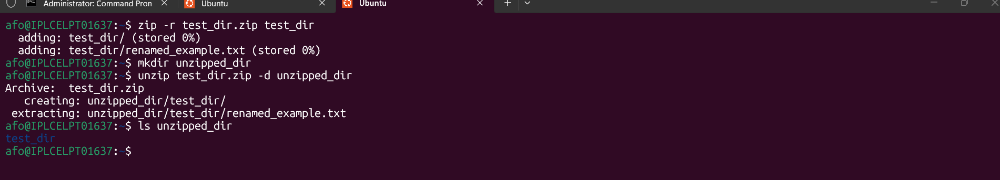 Administrator: Command Pron
Ubuntu
Ubuntu
afo@IPLCELPT01637:~$ zip -r test_dir.zip test_dir
  adding: test_dir/ (stored 0%)
  adding: test_dir/renamed_example.txt (stored 0%)
afo@IPLCELPT01637:~$ mkdir unzipped_dir
afo@IPLCELPT01637:~$ unzip test_dir.zip -d unzipped_dir
Archive:  test_dir.zip
   creating: unzipped_dir/test_dir/
 extracting: unzipped_dir/test_dir/renamed_example.txt
afo@IPLCELPT01637:~$ ls unzipped_dir
test_dir
afo@IPLCELPT01637:~$